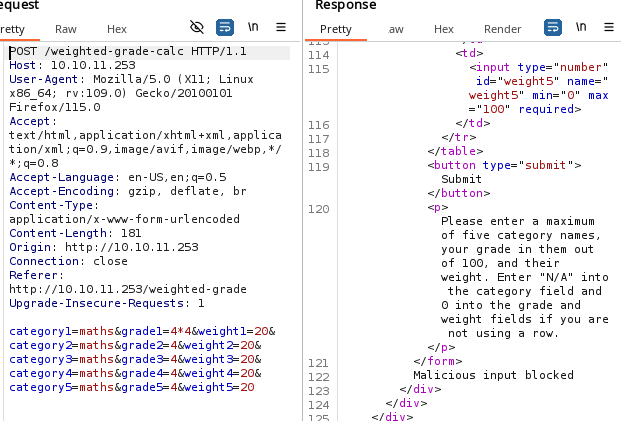 equest
Response
retty
Raw
Hex
\n
Pretty
aw
Hex
Render
\n
POST /weighted-grade-calc HTTP/1.1
Host: 10.10.11.253
User-Agent: Mozilla/5.0 (X11; Linux
x86_64; rv:109.0) Gecko/20100101
Firefox/115.0
Accept:
text/html,application/xhtml+xml,applica
tion/xml;q=0.9,image/avif,image/webp,*/
*;q=0.8
Accept-Language: en-US,en;q=0.5
Accept-Encoding: gzip, deflate, br
Content-Type:
application/x-www-form-urlencoded
Content-Length: 181
Origin: http://10.10.11.253
Connection: close
Referer:
http://10.10.11.253/weighted-grade
Upgrade-Insecure-Requests: 1
category1=maths&grade1=4*4&weight1=20&
category2=maths&grade2=4&weight2=20&
category3=maths&grade3=4&weight3=20&
category4=maths&grade4=4&weight4=20&
category5=maths&grade5=4&weight5=20
114 <td>
115 <input type="number"
id="weight5" name="
weight5" min="0" max
="100" required>
116 </td>
117 </tr>
118 </table>
119 <button type="submit">
Submit
</button>
120 <p>
Please enter a maximum
of five category names,
your grade in them out
of 100, and their
weight. Enter "N/A" into
the category field and
0 into the grade and
weight fields if you are
not using a row.
</p>
121 </form>
122 Malicious input blocked
123 </div>
124 </div>
125 </div>